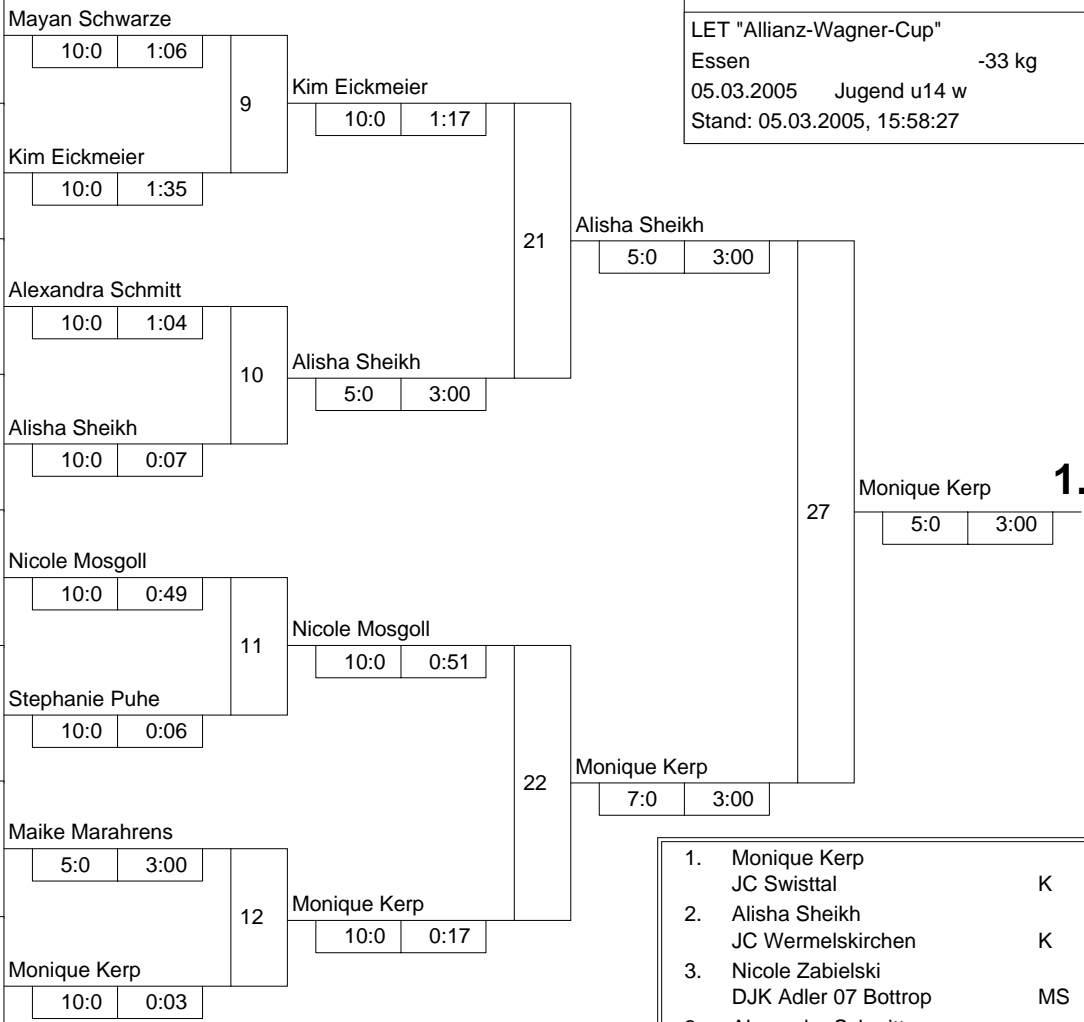 Mayan Schwarze
10:0 1:06
LET "Allianz-Wagner-Cup"
Essen -33 kg
05.03.2005 Jugend u14 w
Stand: 05.03.2005, 15:58:27
9
Kim Eickmeier
10:0 1:17
Kim Eickmeier
10:0 1:35
21
Alisha Sheikh
5:0 3:00
Alexandra Schmitt
10:0 1:04
10
Alisha Sheikh
5:0 3:00
Alisha Sheikh
10:0 0:07
27
Monique Kerp 1.
5:0 3:00
Nicole Mosgoll
10:0 0:49
11
Nicole Mosgoll
10:0 0:51
Stephanie Puhe
10:0 0:06
22
Monique Kerp
7:0 3:00
Maike Marahrens
5:0 3:00
12
Monique Kerp
10:0 0:17
Monique Kerp
10:0 0:03
1. Monique Kerp
JC Swisttal K
2. Alisha Sheikh
JC Wermelskirchen K
3. Nicole Zabielski
DJK Adler 07 Bottrop MS